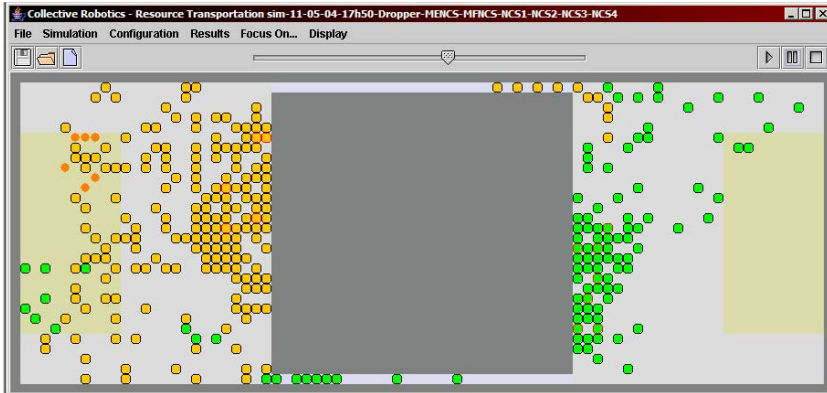 Collective Robotics - Resource Transportation sim-11-05-04-17h50-Dropper-MENCS-MFNCS-NCS1-NCS2-NCS3-NCS4
File Simulation Configuration Results Focus On... Display